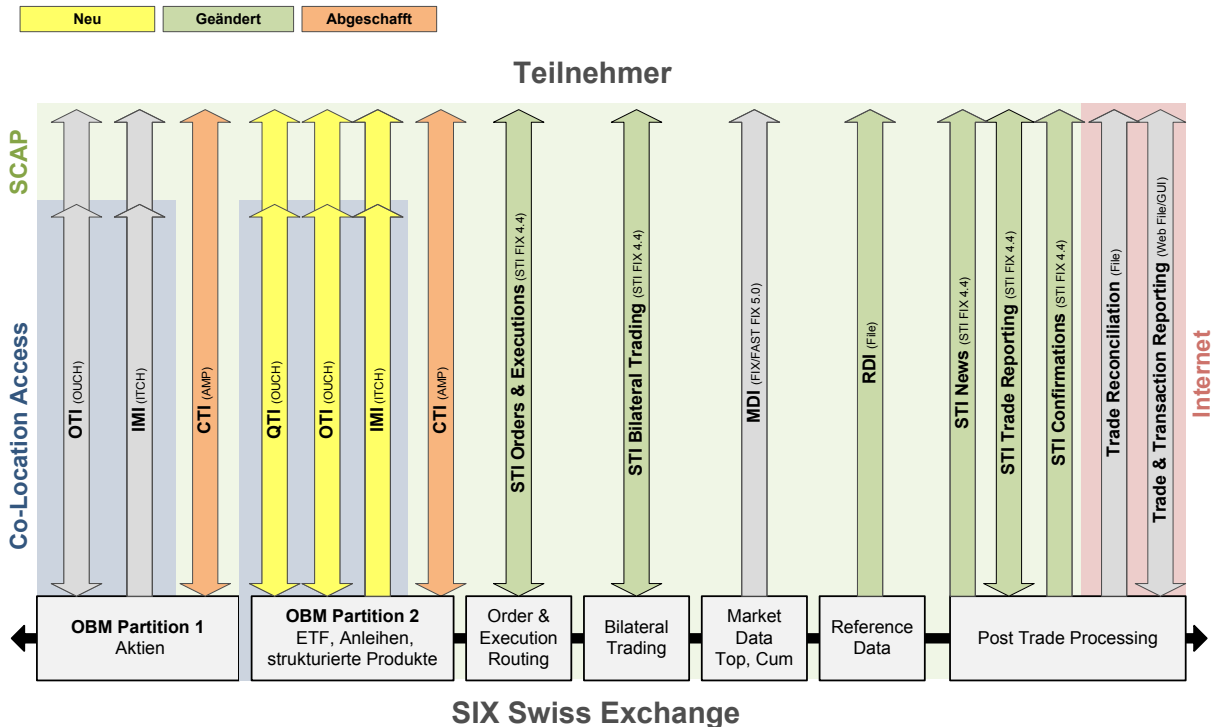 Neu
Geändert
Abgeschafft
Teilnehmer
SCAP
Co-Location Access
Internet
OTI (OUCH)
IMI (ITCH)
CTI (AMP)
QTI (OUCH)
OTI (OUCH)
IMI (ITCH)
CTI (AMP)
STI Orders & Executions (STI FIX 4.4)
STI Bilateral Trading (STI FIX 4.4)
MDI (FIX/FAST FIX 5.0)
RDI (File)
STI News (STI FIX 4.4)
STI Trade Reporting (STI FIX 4.4)
STI Confirmations (STI FIX 4.4)
Trade Reconciliation (File)
Trade & Transaction Reporting (Web File/GUI)
OBM Partition 1
Aktien
OBM Partition 2
ETF, Anleihen,
strukturierte Produkte
Order &
Execution
Routing
Bilateral
Trading
Market
Data
Top, Cum
Reference
Data
Post Trade Processing
SIX Swiss Exchange